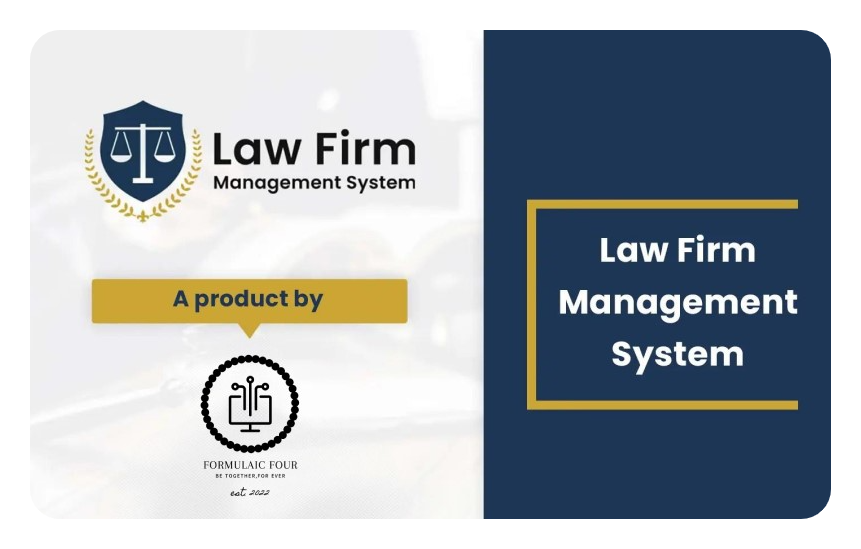 Law Firm
Management System
A product by
FORMULAIC FOUR
BE TOGETHER,FOR EVER
est. 2022
Law Firm
Management
System